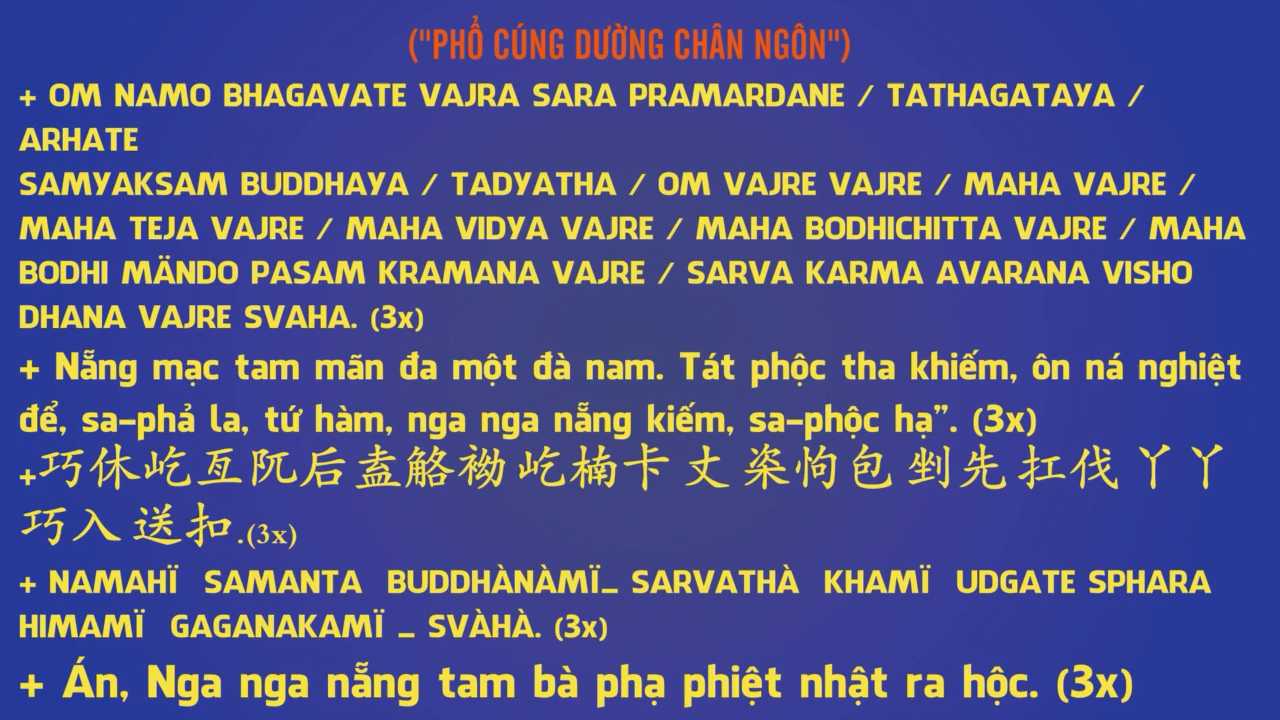 ("PHỔ CÚNG DƯỜNG CHÂN NGÔN")
+ OM NAMO BHAGAVATE VAJRA SARA PRAMARDANE / TATHAGATAYA /
ARHATE
SAMYAKSAM BUDDHAYA / TADYATHA / OM VAJRE VAJRE / MAHA VAJRE /
MAHA TEJA VAJRE / MAHA VIDYA VAJRE / MAHA BODHICHITTA VAJRE / MAHA
BODHI MÄNDO PASAM KRAMANA VAJRE / SARVA KARMA AVARANA VISHO
DHANA VAJRE SVAHA. (3x)
+ Nẵng mạc tam mãn đa một đà nam. Tát phộc tha khiếm, ôn ná nghiệt
để, sa-phả la, tứ hàm, nga nga nẵng kiếm, sa-phộc hạ”. (3x)
+巧休屹亙阢后盍觡袎屹楠卡丈栥怐包剉先扛伐丫丫
巧入送扣.(3x)
+ NAMAHÏ SAMANTA BUDDHÀNÀMÏ_ SARVATHÀ KHAMÏ UDGATE SPHARA
HIMAMÏ GAGANAKAMÏ _ SVÀHÀ. (3x)
+ Án, Nga nga nẵng tam bà phạ phiệt nhật ra hộc. (3x)